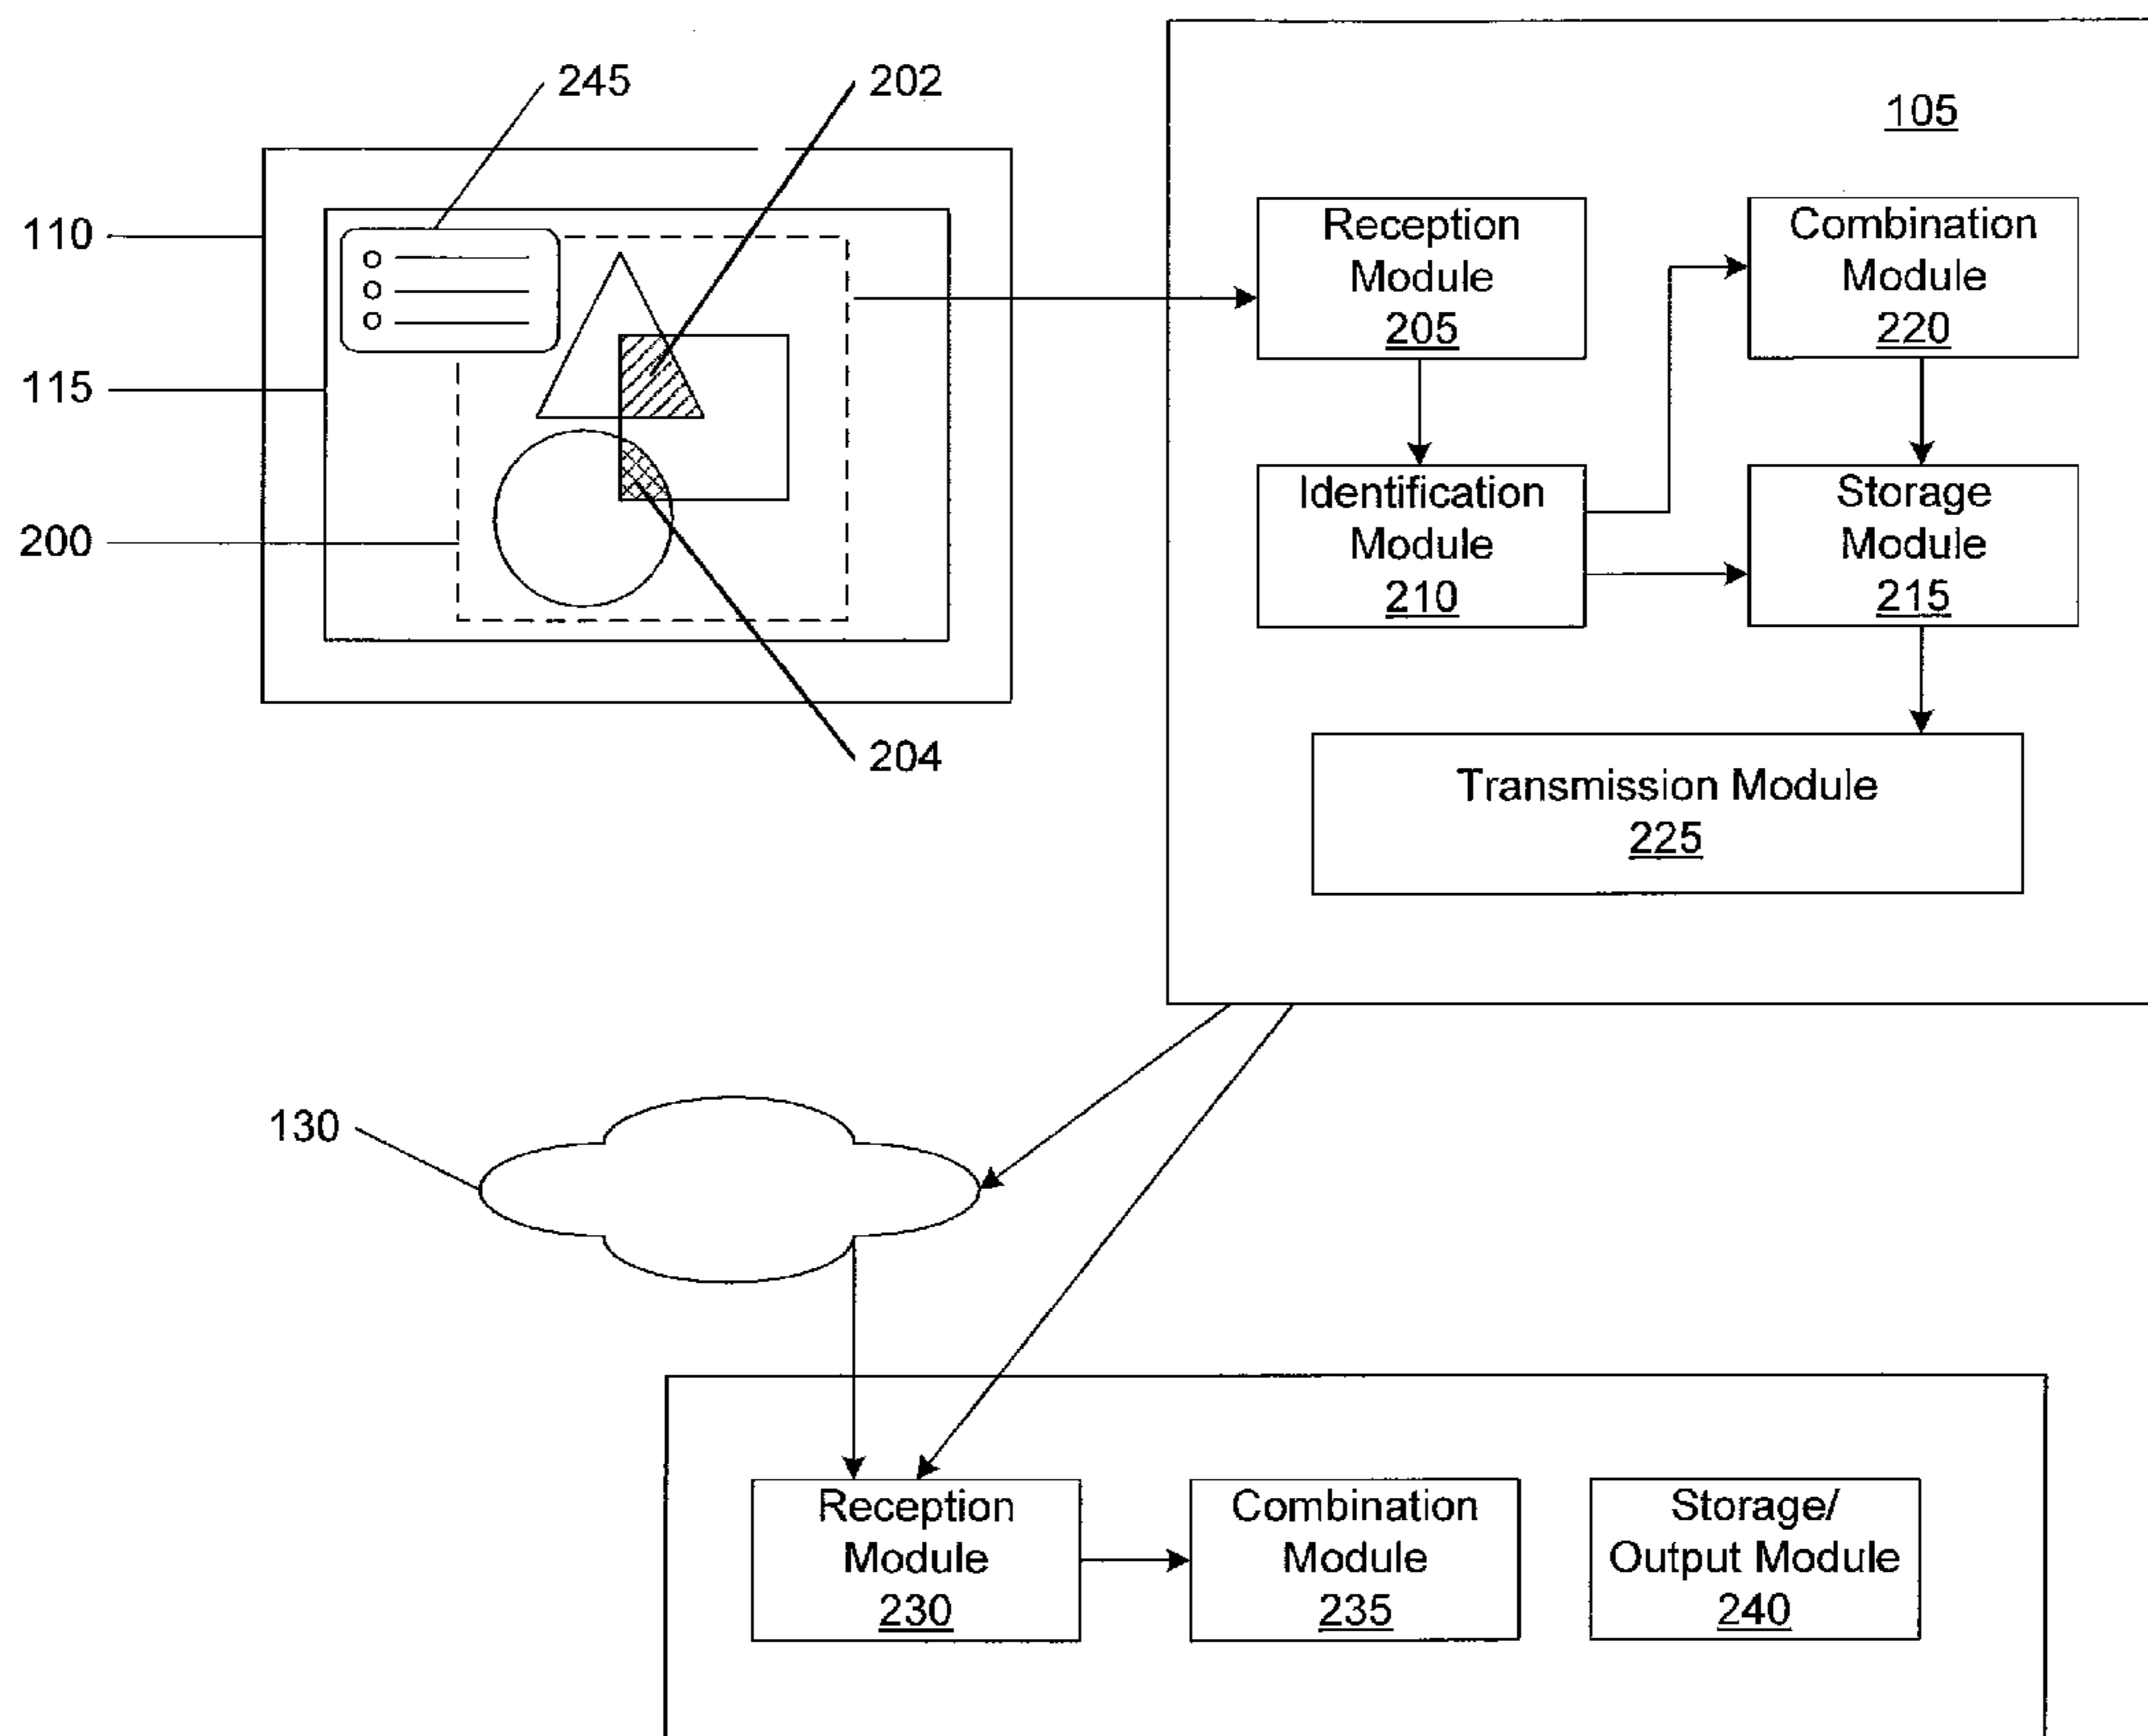 245
202
105
110
115
200
204
Reception
Module
205
Combination
Module
220
Identification
Module
210
Storage
Module
215
Transmission Module
225
130
Reception
Module
230
Combination
Module
235
Storage/
Output Module
240